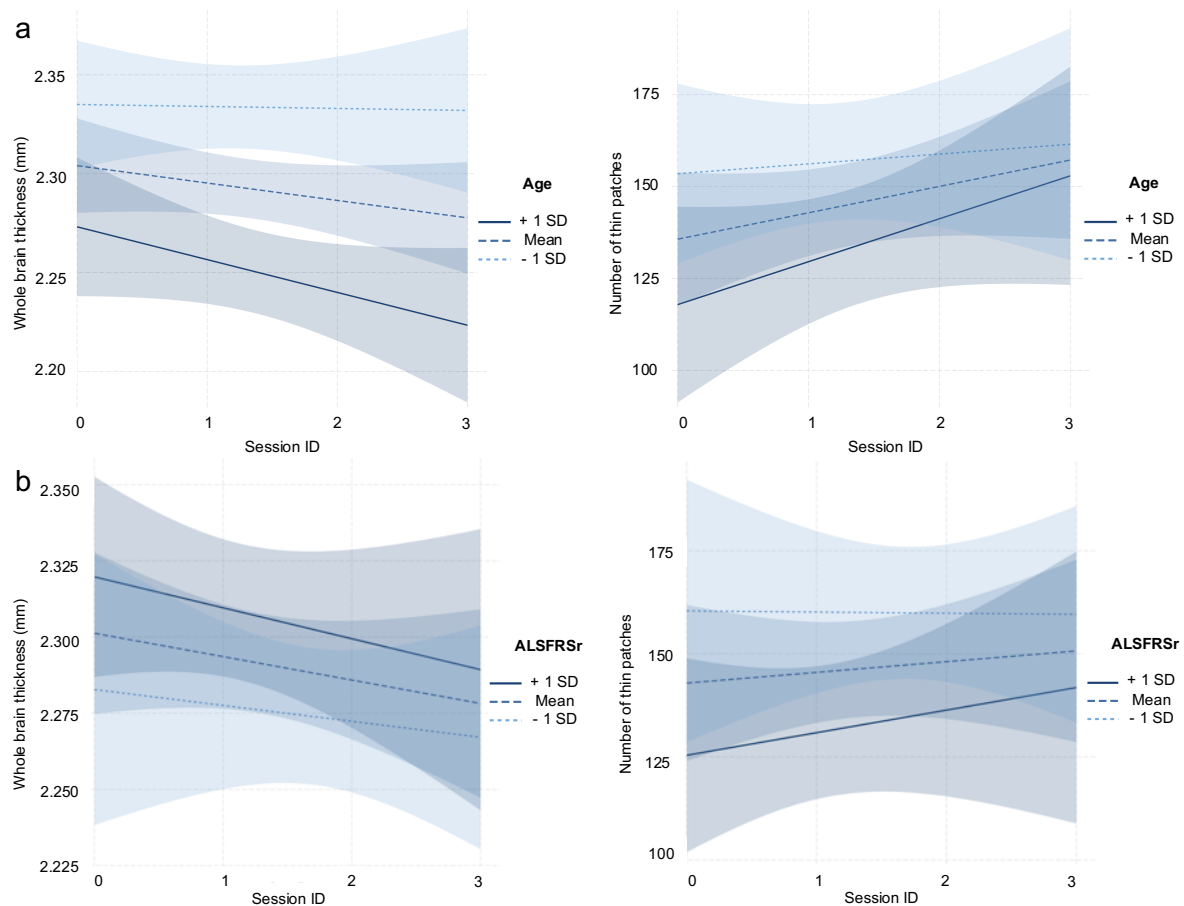 a
Whole brain thickness (mm)
2.35
2.30
2.25
2.20
0 1 2 3
Session ID
Age
+ 1 SD
Mean
- 1 SD
Number of thin patches
175
150
125
100
0 1 2 3
Session ID
Age
+ 1 SD
Mean
- 1 SD
b
Whole brain thickness (mm)
2.350
2.325
2.300
2.275
2.250
2.225
0 1 2 3
Session ID
ALSFRSr
+ 1 SD
Mean
- 1 SD
Number of thin patches
175
150
125
100
0 1 2 3
Session ID
ALSFRSr
+ 1 SD
Mean
- 1 SD